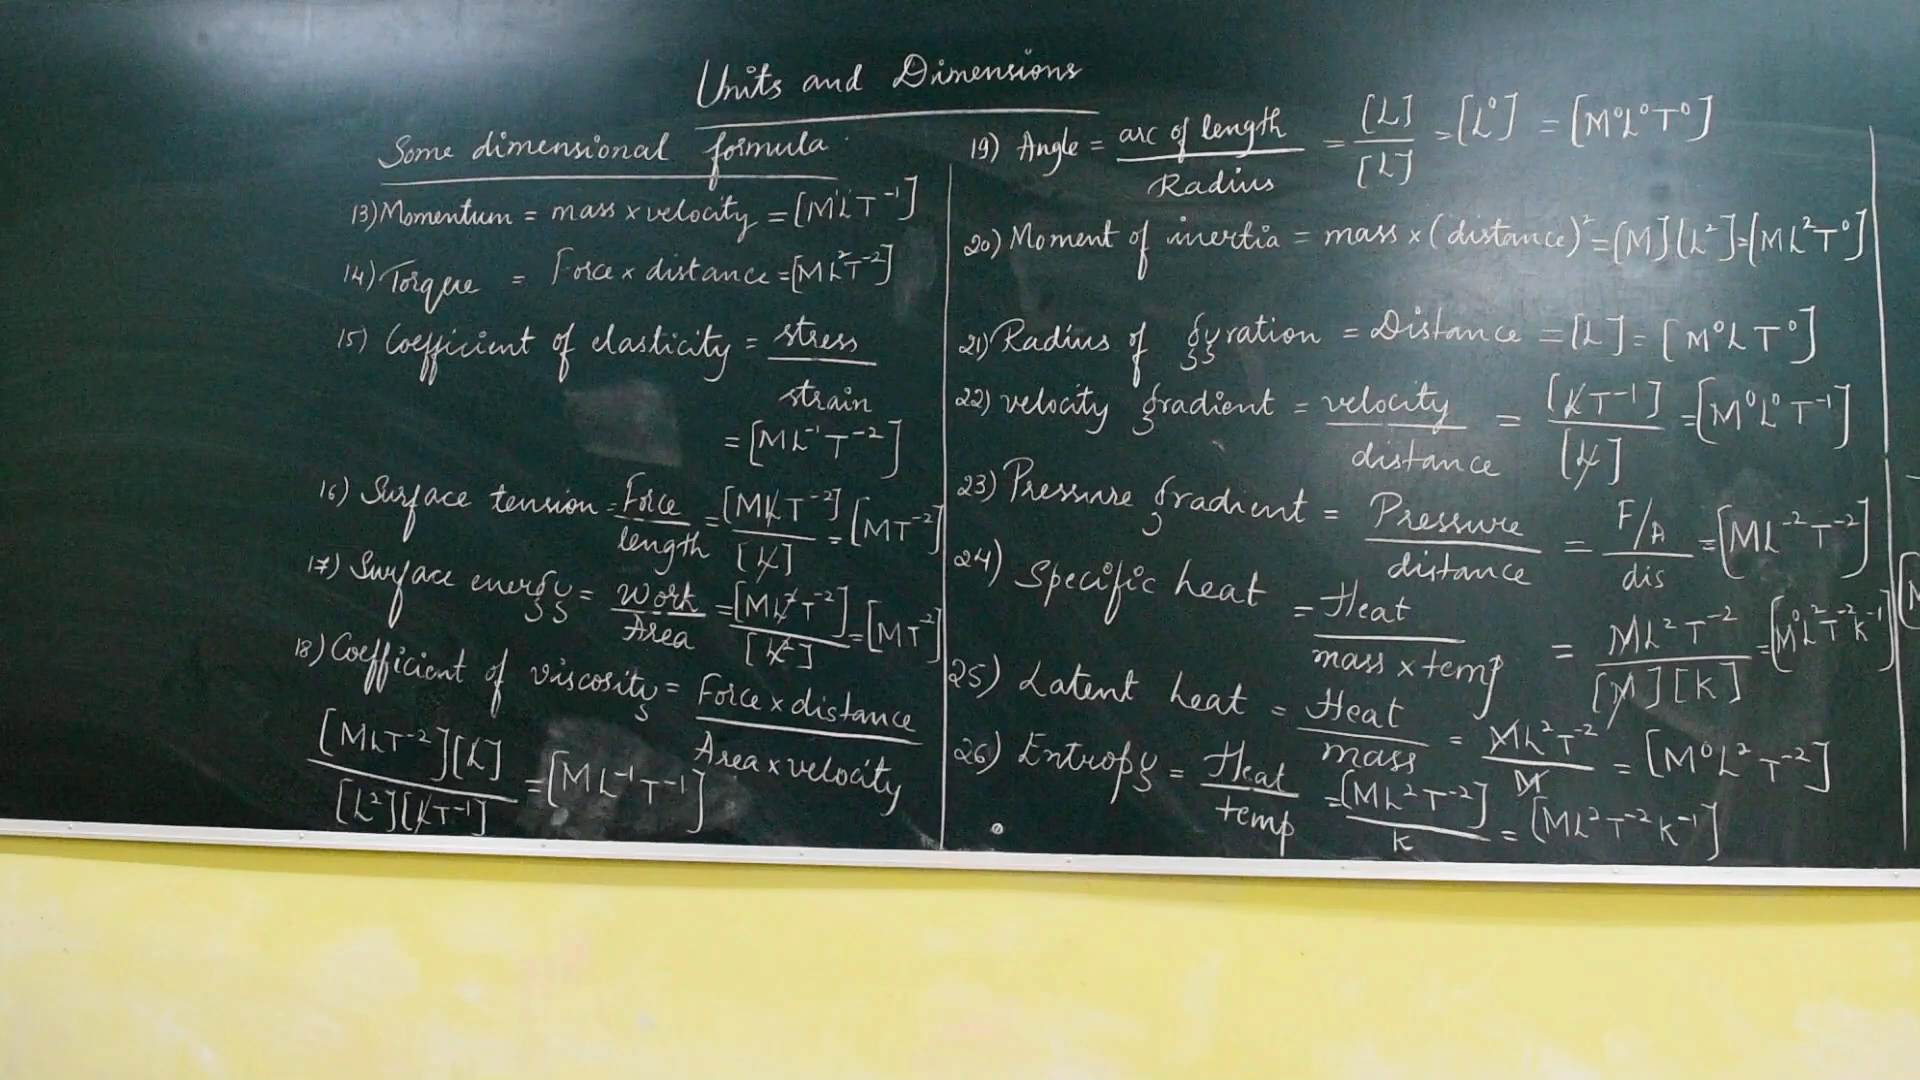 Units and Dimensions
Some dimensional formula
13) Momentum = mass x velocity = [M¹L¹T⁻¹]
14) Torque = Force x distance = [ML²T⁻²]
15) Coefficient of elasticity = stress
strain
= [ML⁻¹T⁻²]
16) Surface tension = Force = [MLT⁻²] = [MT⁻²]
length [L]
17) Surface energy = Work = [ML²T⁻²] = [MT⁻²]
Area [L²]
18) Coefficient of viscosity = Force x distance
Area x velocity
[MLT⁻²][L] = [ML⁻¹T⁻¹]
[L²][LT⁻¹]
19) Angle = arc of length = [L] = [L⁰] = [M⁰L⁰T⁰]
Radius [L]
20) Moment of inertia = mass x (distance)² = [M][L²] = [ML²T⁰]
21) Radius of gyration = Distance = [L] = [M⁰LT⁰]
22) velocity gradient = velocity = [LT⁻¹] = [M⁰L⁰T⁻¹]
distance [L]
23) Pressure gradient = Pressure = F/A = [ML⁻²T⁻²]
distance dis
24) Specific heat = Heat = ML²T⁻² = [M⁰L²T⁻²K⁻¹]
mass x temp [M][K]
25) Latent heat = Heat = ML²T⁻² = [M⁰L²T⁻²]
mass M
26) Entropy = Heat = [ML²T⁻²] = [ML²T⁻²K⁻¹]
temp K